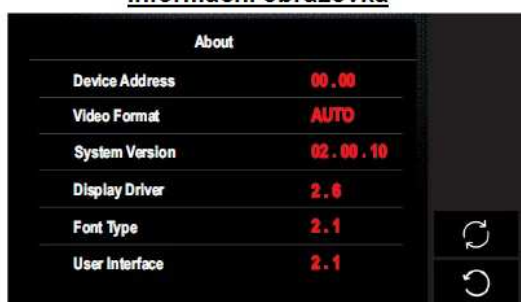 Informační obrazovka
About
Device Address 00.00
Video Format AUTO
System Version 02.00.10
Display Driver 2.6
Font Type 2.1
User Interface 2.1